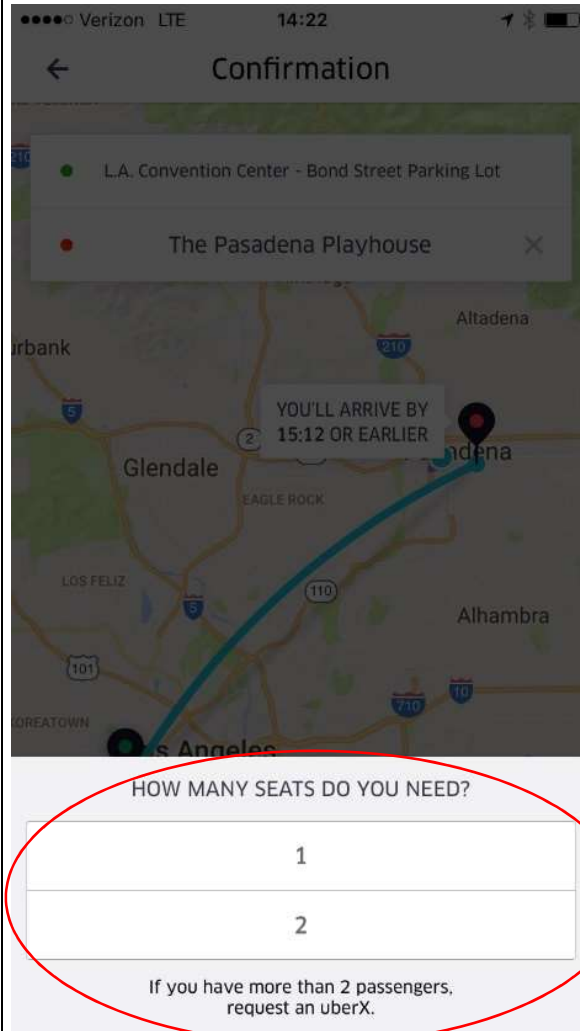 Verizon LTE 14:22
Confirmation
210
L.A. Convention Center - Bond Street Parking Lot
The Pasadena Playhouse
Altadena
210
urbank
5
YOU'LL ARRIVE BY
15:12 OR EARLIER
2
ndena
Glendale
EAGLE ROCK
LOS FELIZ
5
110
Alhambra
101
710
10
KOREATOWN
s Angeles
HOW MANY SEATS DO YOU NEED?
1
2
If you have more than 2 passengers,
request an uberX.